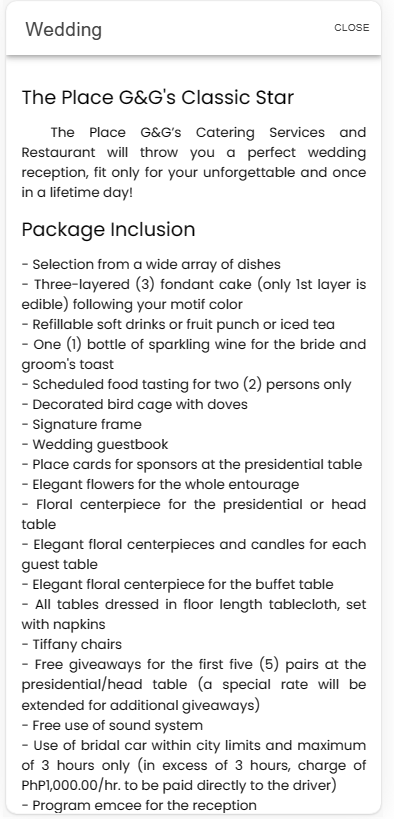 Wedding
CLOSE
The Place G&G's Classic Star
The Place G&G's Catering Services and
Restaurant will throw you a perfect wedding
reception, fit only for your unforgettable and once
in a lifetime day!
Package Inclusion
- Selection from a wide array of dishes
- Three-layered (3) fondant cake (only 1st layer is
edible) following your motif color
- Refillable soft drinks or fruit punch or iced tea
- One (1) bottle of sparkling wine for the bride and
groom's toast
- Scheduled food tasting for two (2) persons only
- Decorated bird cage with doves
- Signature frame
- Wedding guestbook
- Place cards for sponsors at the presidential table
- Elegant flowers for the whole entourage
- Floral centerpiece for the presidential or head
table
- Elegant floral centerpieces and candles for each
guest table
- Elegant floral centerpiece for the buffet table
- All tables dressed in floor length tablecloth, set
with napkins
- Tiffany chairs
- Free giveaways for the first five (5) pairs at the
presidential/head table (a special rate will be
extended for additional giveaways)
- Free use of sound system
- Use of bridal car within city limits and maximum
of 3 hours only (in excess of 3 hours, charge of
PhP1,000.00/hr. to be paid directly to the driver)
- Program emcee for the reception